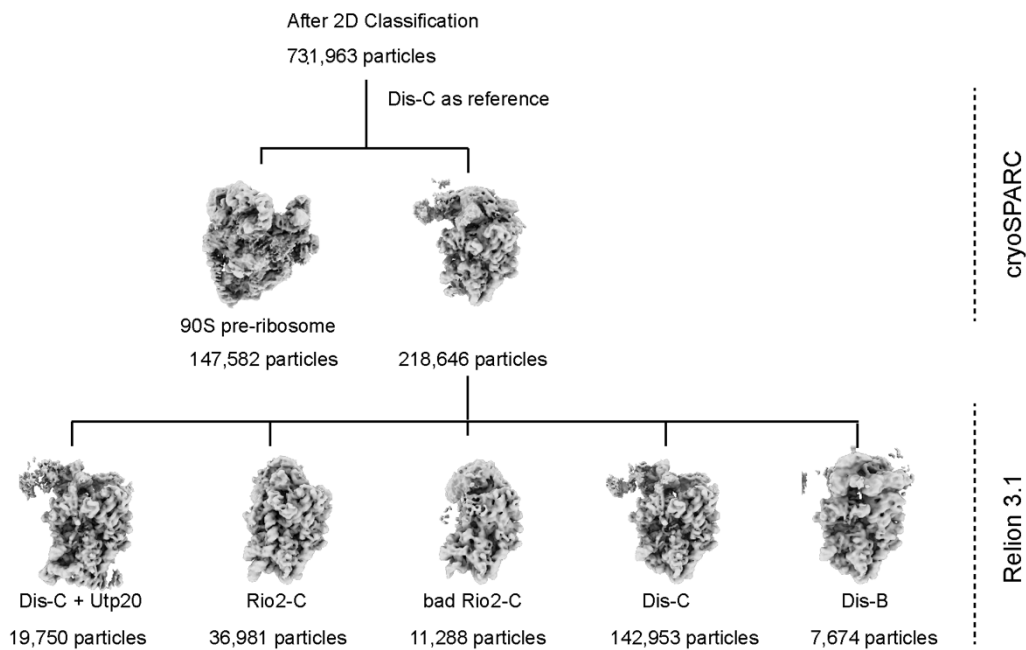 After 2D Classification
731,963 particles
Dis-C as reference
cryoSPARC
90S pre-ribosome
147,582 particles
218,646 particles
Relion 3.1
Dis-C + Utp20
Rio2-C
bad Rio2-C
Dis-C
Dis-B
19,750 particles
36,981 particles
11,288 particles
142,953 particles
7,674 particles